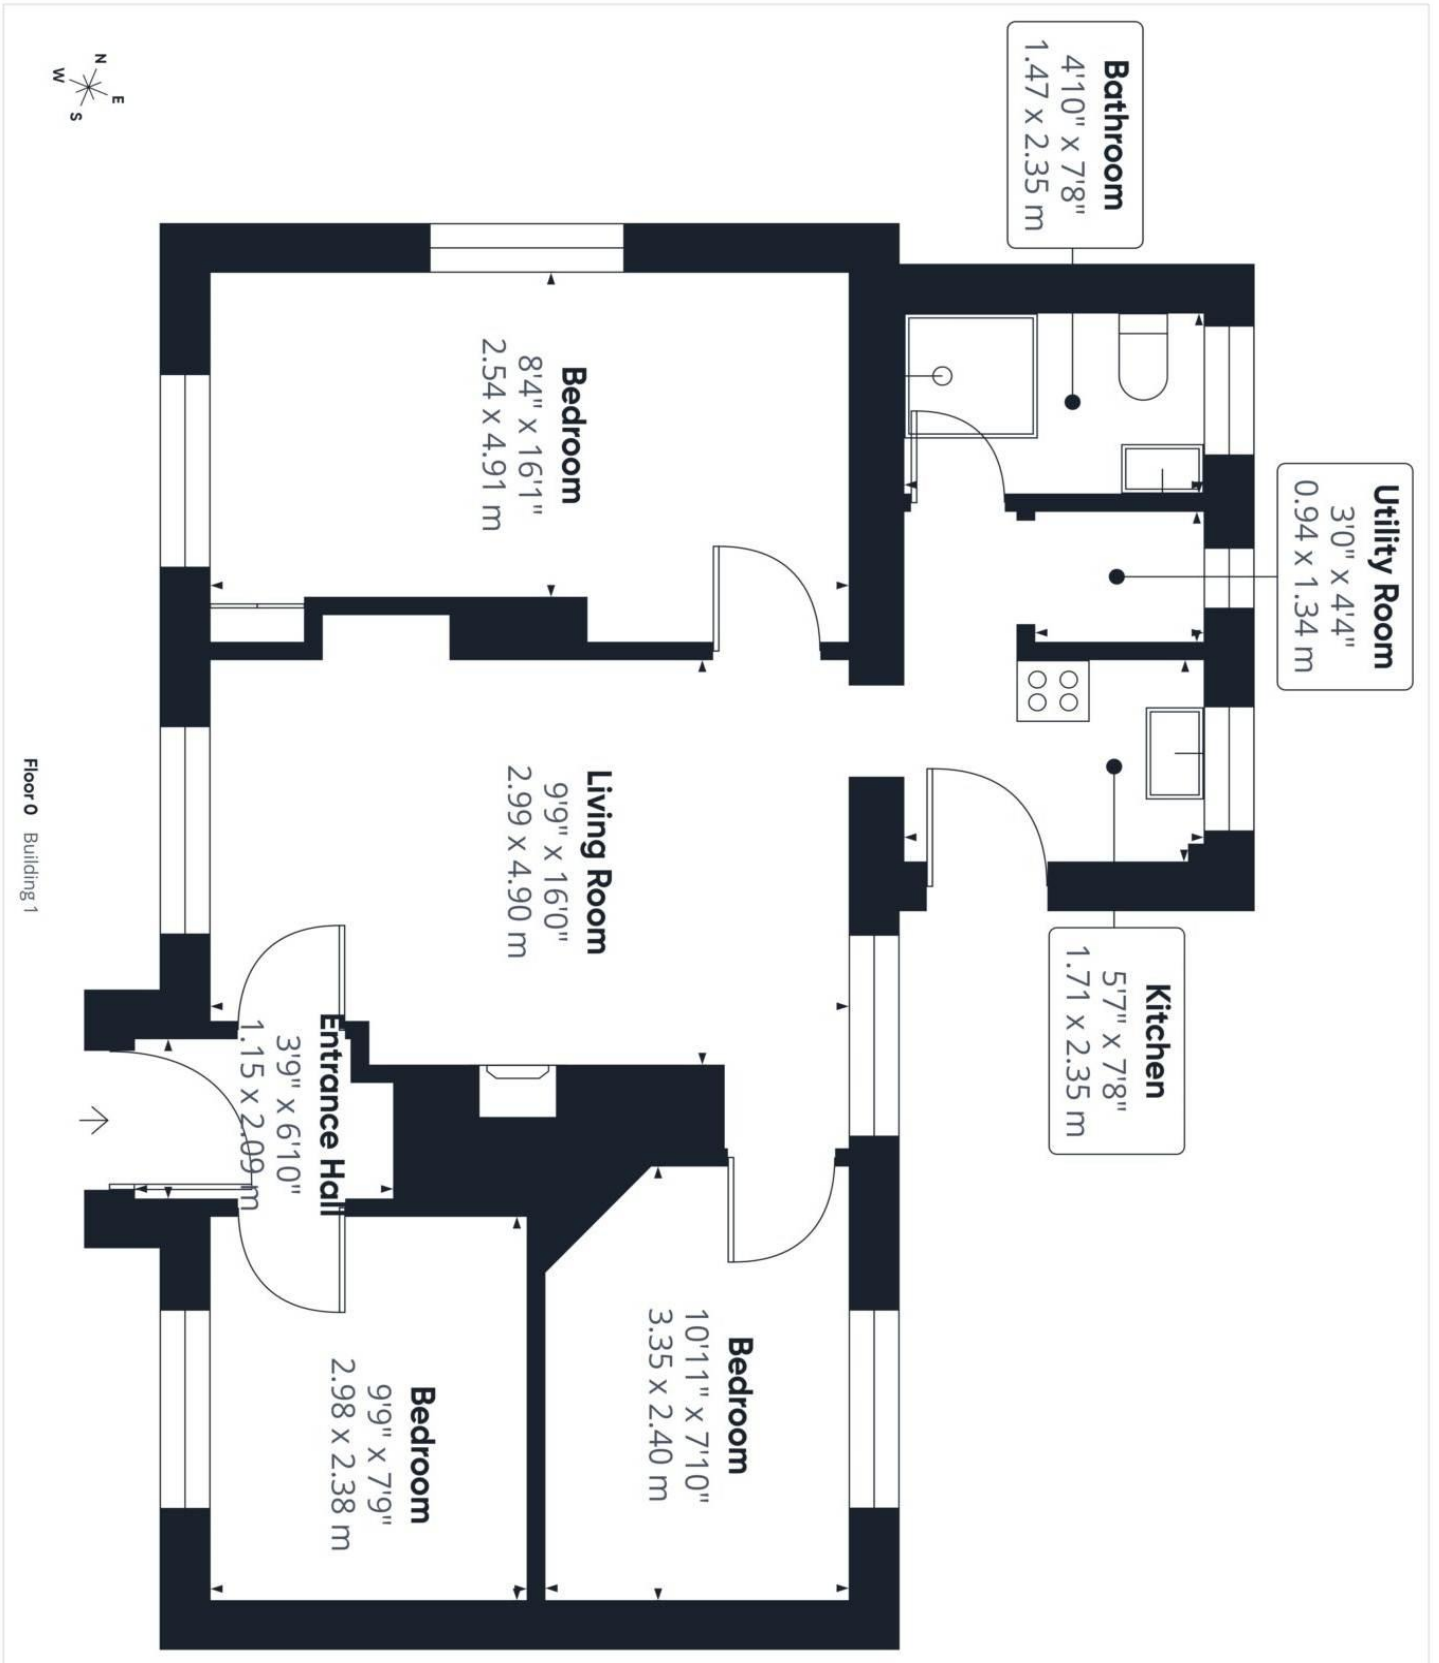 Bathroom
4'10" x 7'8"
1.47 x 2.35 m
Utility Room
3'0" x 4'4"
0.94 x 1.34 m
Kitchen
5'7" x 7'8"
1.71 x 2.35 m
Bedroom
8'4" x 16'1"
2.54 x 4.91 m
Living Room
9'9" x 16'0"
2.99 x 4.90 m
Bedroom
10'11" x 7'10"
3.35 x 2.40 m
Entrance Hall
3'9" x 6'10"
1.15 x 2.09 m
Bedroom
9'9" x 7'9"
2.98 x 2.38 m
N
E
S
W
Floor 0 Building 1